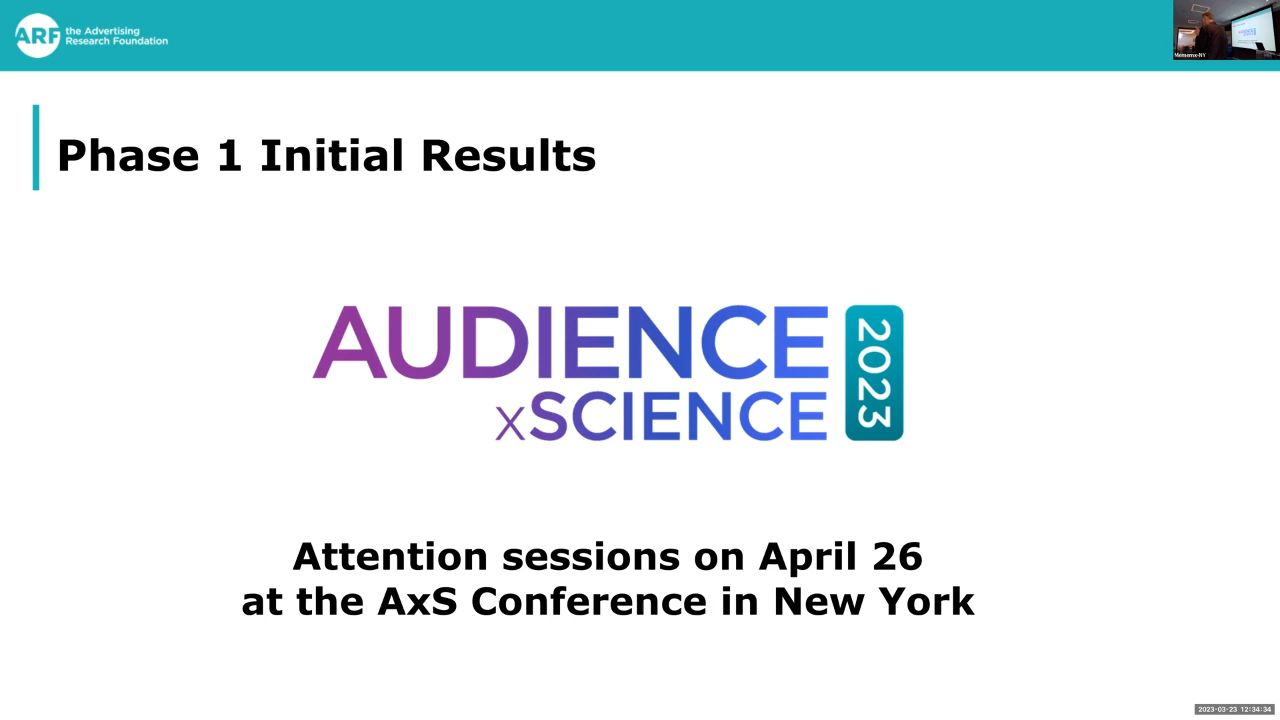 ARF the Advertising
Research Foundation
Phase 1 Initial Results
AUDIENCE
xSCIENCE
2023
Attention sessions on April 26
at the AxS Conference in New York
2023-03-23 12:34:34